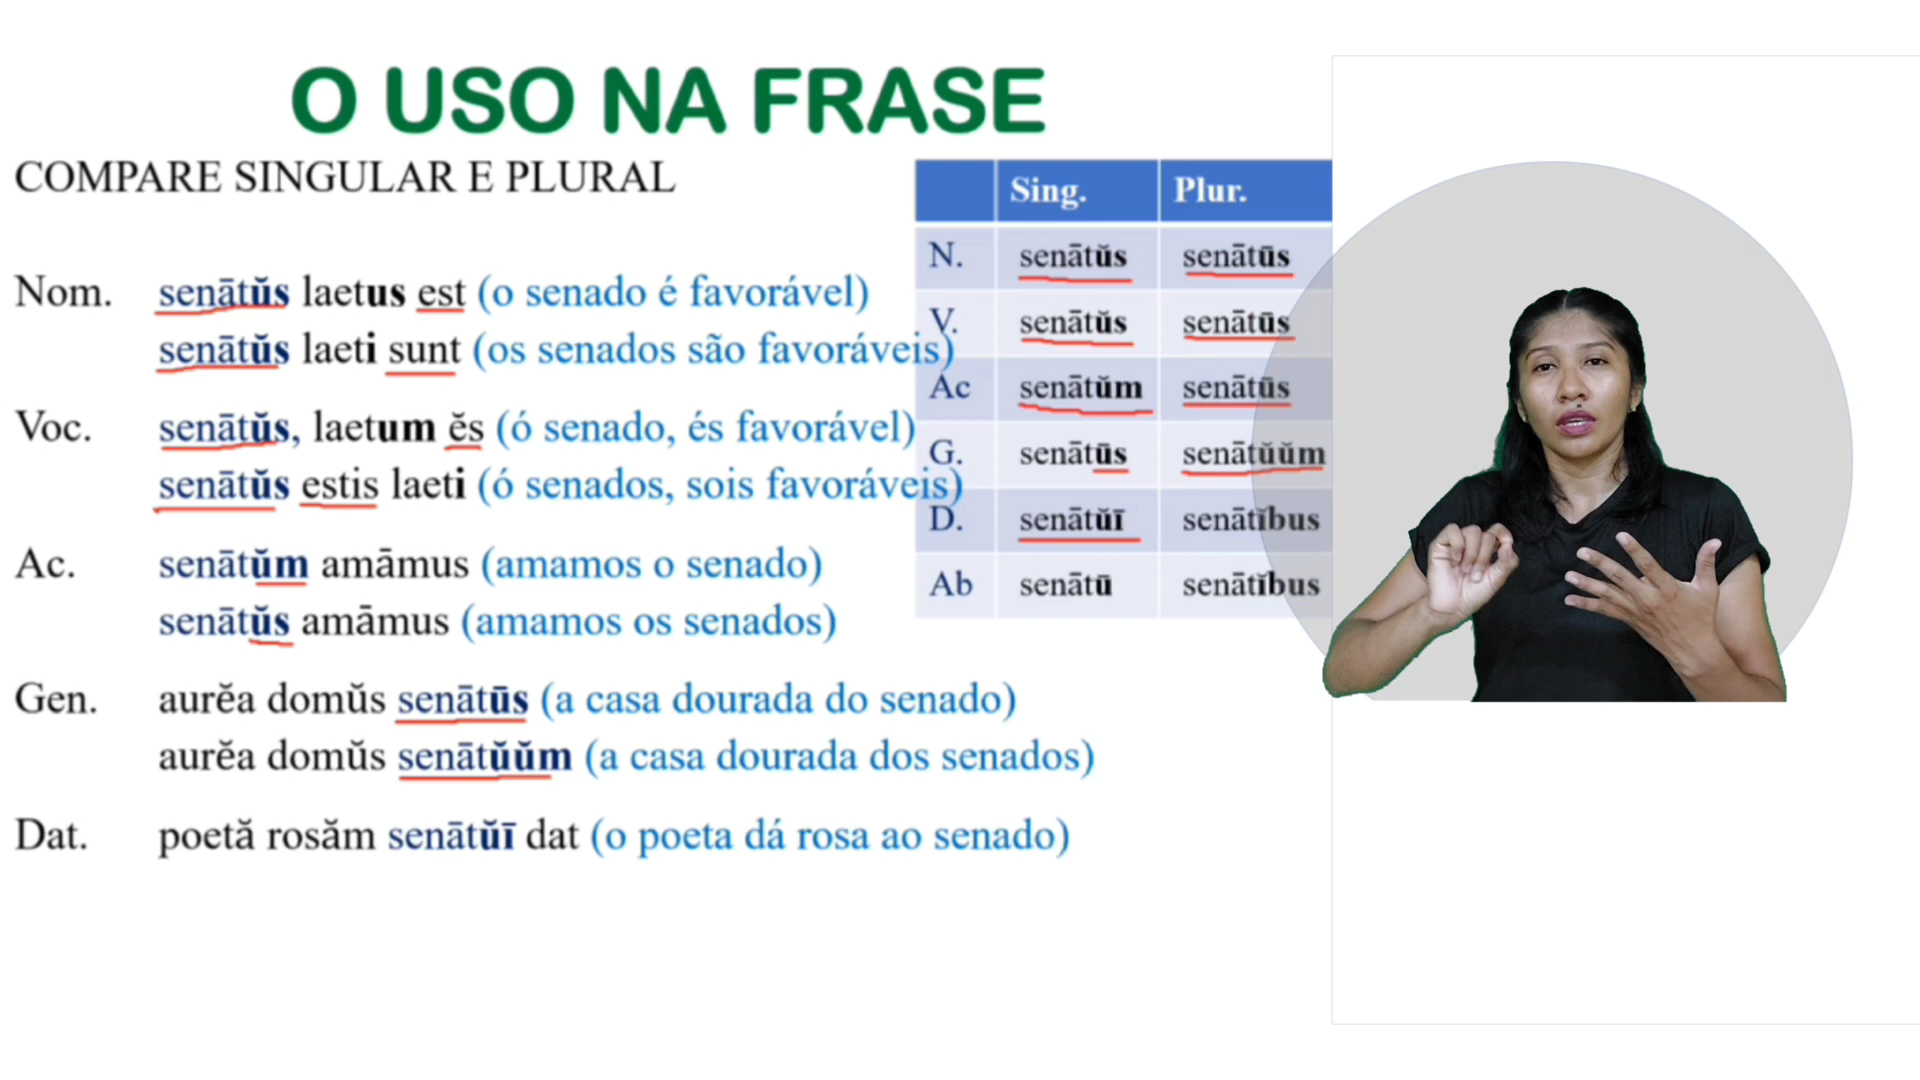 O USO NA FRASE
COMPARE SINGULAR E PLURAL
Nom. senātŭs laetus est (o senado é favorável)
senātŭs laeti sunt (os senados são favoráveis)
Voc. senātŭs, laetum ĕs (ó senado, és favorável)
senātŭs estis laeti (ó senados, sois favoráveis)
Ac. senātŭm amāmus (amamos o senado)
senātŭs amāmus (amamos os senados)
Gen. aurĕa domŭs senātūs (a casa dourada do senado)
aurĕa domŭs senātŭŭm (a casa dourada dos senados)
Dat. poetă rosăm senātŭī dat (o poeta dá rosa ao senado)
Sing. Plur.
N. senātŭs senātūs
V. senātŭs senātūs
Ac senātŭm senātūs
G. senātūs senātŭŭm
D. senātŭī senātĭbus
Ab senātū senātĭbus